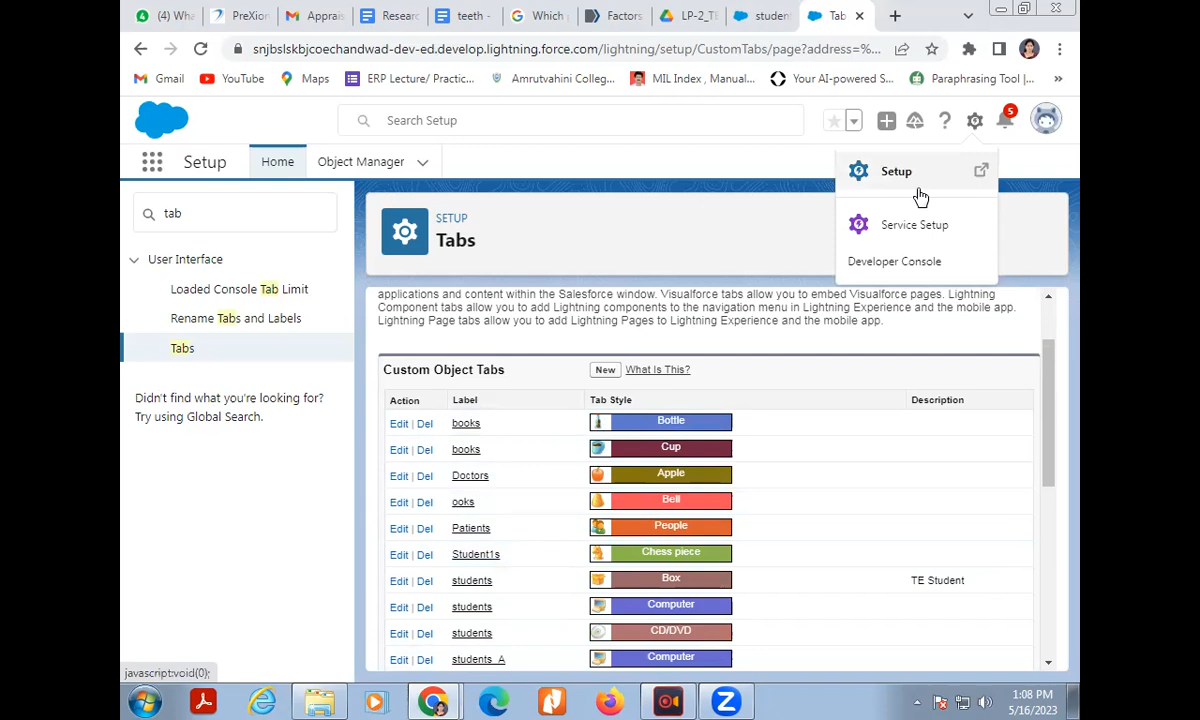 (4) Wha
PreXion
Apprais
Researc
teeth -
Which
Factors
LP-2_TE
student
Tab
snjbslskbjcoechandwad-dev-ed.develop.lightning.force.com/lightning/setup/CustomTabs/page?address=%...
Gmail
YouTube
Maps
ERP Lecture/ Practic...
Amrutvahini Colleg...
MIL Index , Manual...
Your AI-powered S...
Paraphrasing Tool |...
»
Search Setup
5
Setup
Home
Object Manager
Setup
Service Setup
Developer Console
tab
User Interface
Loaded Console Tab Limit
Rename Tabs and Labels
Tabs
Didn't find what you're looking for?
Try using Global Search.
SETUP
Tabs
applications and content within the Salesforce window. Visualforce tabs allow you to embed Visualforce pages. Lightning
Component tabs allow you to add Lightning components to the navigation menu in Lightning Experience and the mobile app.
Lightning Page tabs allow you to add Lightning Pages to Lightning Experience and the mobile app.
Custom Object Tabs New What Is This?
Action Label Tab Style Description
Edit | Del books Bottle
Edit | Del books Cup
Edit | Del Doctors Apple
Edit | Del ooks Bell
Edit | Del Patients People
Edit | Del Student1s Chess piece
Edit | Del students Box TE Student
Edit | Del students Computer
Edit | Del students CD/DVD
Edit | Del students_A Computer
javascript:void(0);
1:08 PM
5/16/2023